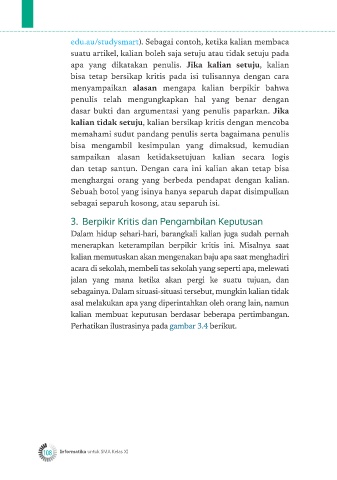 edu.au/studysmart). Sebagai contoh, ketika kalian membaca
suatu artikel, kalian boleh saja setuju atau tidak setuju pada
apa yang dikatakan penulis. Jika kalian setuju, kalian
bisa tetap bersikap kritis pada isi tulisannya dengan cara
menyampaikan alasan mengapa kalian berpikir bahwa
penulis telah mengungkapkan hal yang benar dengan
dasar bukti dan argumentasi yang penulis paparkan. Jika
kalian tidak setuju, kalian bersikap kritis dengan mencoba
memahami sudut pandang penulis serta bagaimana penulis
bisa mengambil kesimpulan yang dimaksud, kemudian
sampaikan alasan ketidaksetujuan kalian secara logis
dan tetap santun. Dengan cara ini kalian akan tetap bisa
menghargai orang yang berbeda pendapat dengan kalian.
Sebuah botol yang isinya hanya separuh dapat disimpulkan
sebagai separuh kosong, atau separuh isi.
3. Berpikir Kritis dan Pengambilan Keputusan
Dalam hidup sehari-hari, barangkali kalian juga sudah pernah
menerapkan keterampilan berpikir kritis ini. Misalnya saat
kalian memutuskan akan mengenakan baju apa saat menghadiri
acara di sekolah, membeli tas sekolah yang seperti apa, melewati
jalan yang mana ketika akan pergi ke suatu tujuan, dan
sebagainya. Dalam situasi-situasi tersebut, mungkin kalian tidak
asal melakukan apa yang diperintahkan oleh orang lain, namun
kalian membuat keputusan berdasar beberapa pertimbangan.
Perhatikan ilustrasinya pada gambar 3.4 berikut.
108 Informatika untuk SMA Kelas XI